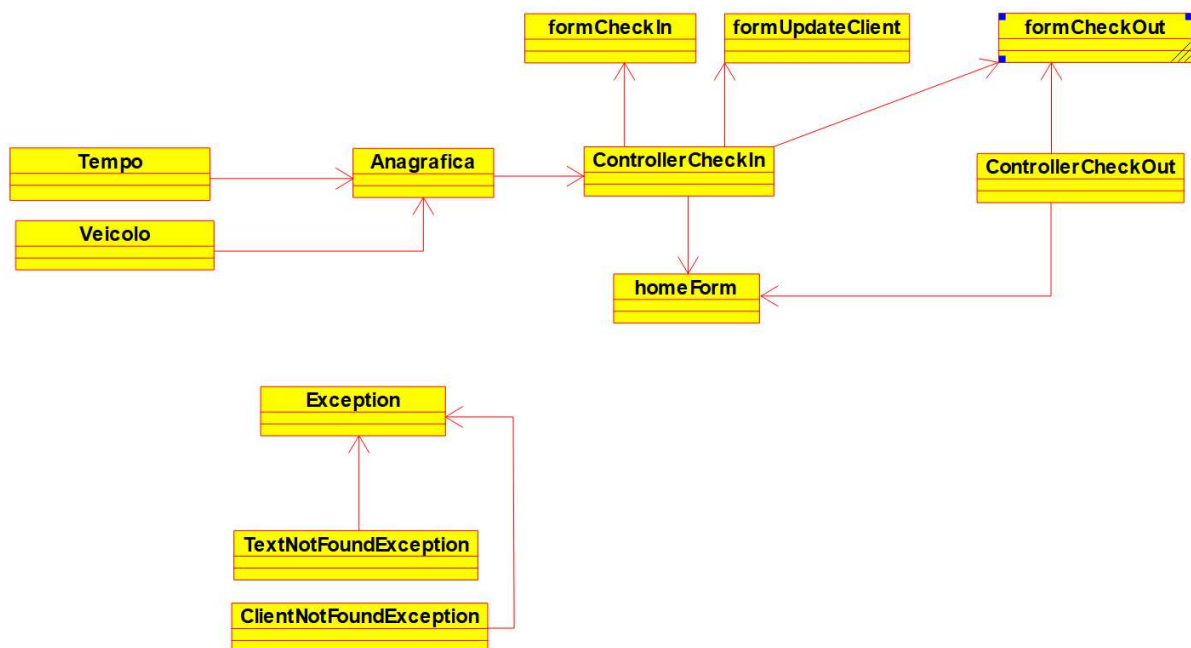 formCheckIn
formUpdateClient
formCheckOut
Tempo
Anagrafica
ControllerCheckIn
ControllerCheckOut
Veicolo
homeForm
Exception
TextNotFoundException
ClientNotFoundException